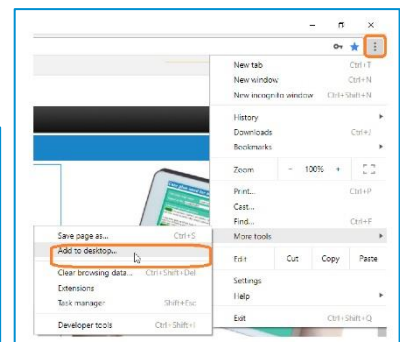 New tab Ctrl+T
New window Ctrl+N
New incognito window Ctrl+Shift+N
History
Downloads Ctrl+J
Bookmarks
Zoom - 100% +
Print... Ctrl+P
Cast...
Find... Ctrl+F
More tools
Edit Cut Copy Paste
Settings
Help
Exit Ctrl+Shift+Q
Save page as... Ctrl+S
Add to desktop...
Clear browsing data... Ctrl+Shift+Del
Extensions
Task manager Shift+Esc
Developer tools Ctrl+Shift+I